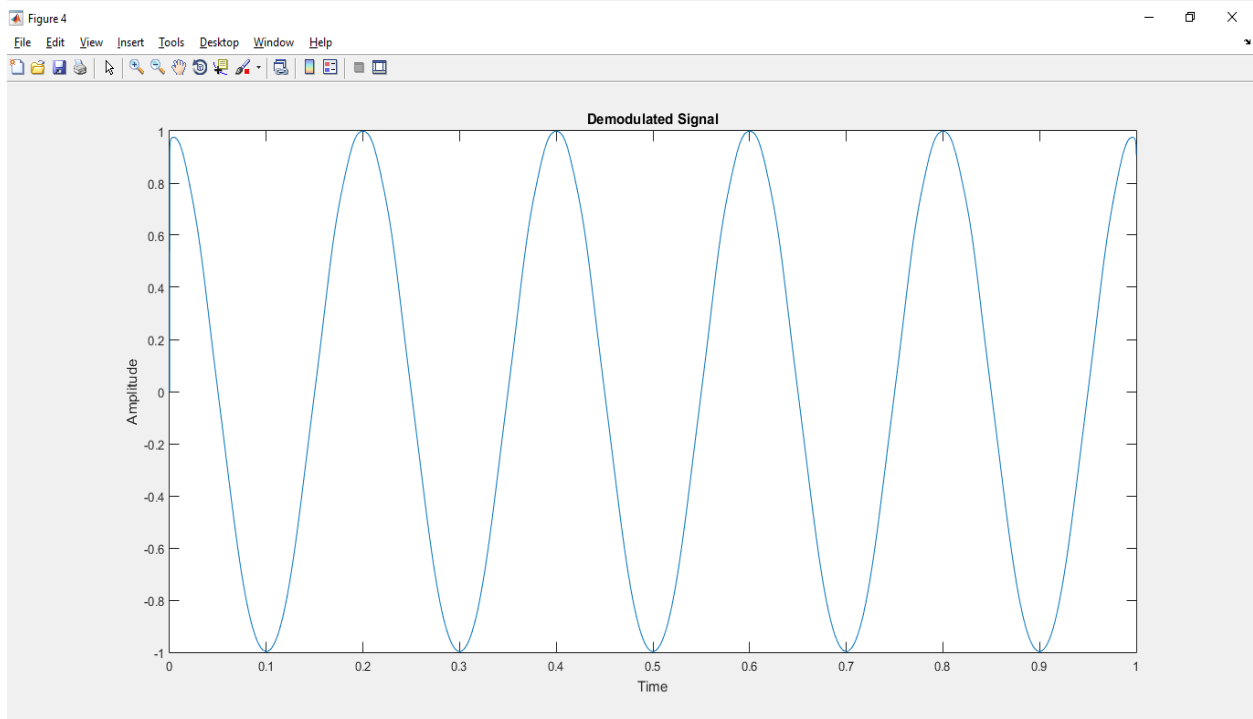 Figure 4
File Edit View Insert Tools Desktop Window Help
Demodulated Signal
1
0.8
0.6
0.4
0.2
0
-0.2
-0.4
-0.6
-0.8
-1
Amplitude
0 0.1 0.2 0.3 0.4 0.5 0.6 0.7 0.8 0.9 1
Time